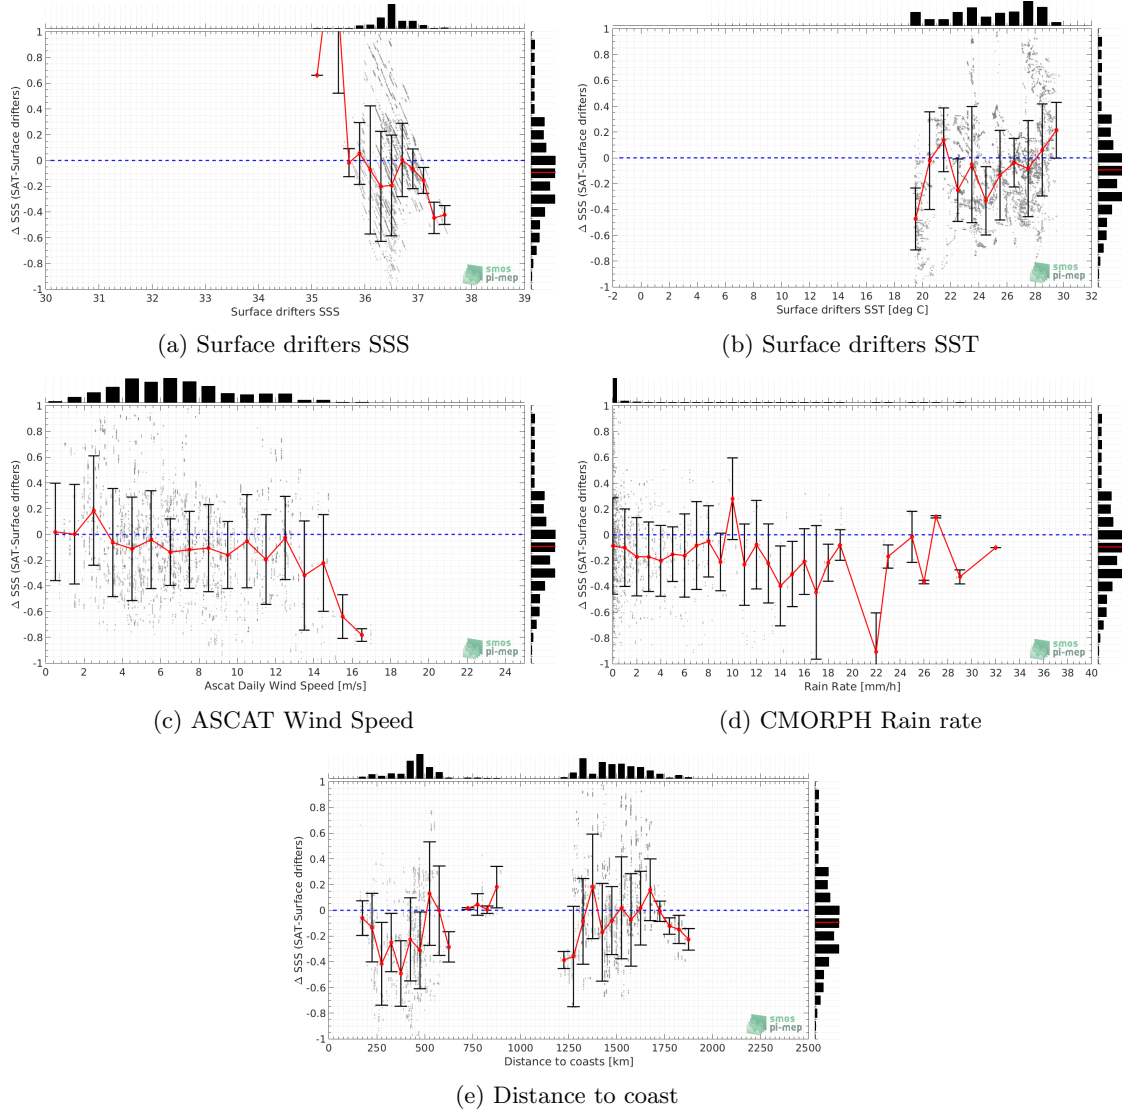 1
0.8
0.6
0.4
0.2
0
-0.2
-0.4
-0.6
-0.8
-1
Δ SSS (SAT-Surface drifters)
30 31 32 33 34 35 36 37 38 39
Surface drifters SSS
smos
pi-mep
(a) Surface drifters SSS
1
0.8
0.6
0.4
0.2
0
-0.2
-0.4
-0.6
-0.8
-1
Δ SSS (SAT-Surface drifters)
-2 0 2 4 6 8 10 12 14 16 18 20 22 24 26 28 30 32
Surface drifters SST [deg C]
smos
pi-mep
(b) Surface drifters SST
1
0.8
0.6
0.4
0.2
0
-0.2
-0.4
-0.6
-0.8
-1
Δ SSS (SAT-Surface drifters)
0 2 4 6 8 10 12 14 16 18 20 22 24
Ascat Daily Wind Speed [m/s]
smos
pi-mep
(c) ASCAT Wind Speed
1
0.8
0.6
0.4
0.2
0
-0.2
-0.4
-0.6
-0.8
-1
Δ SSS (SAT-Surface drifters)
0 2 4 6 8 10 12 14 16 18 20 22 24 26 28 30 32 34 36 38 40
Rain Rate [mm/h]
smos
pi-mep
(d) CMORPH Rain rate
1
0.8
0.6
0.4
0.2
0
-0.2
-0.4
-0.6
-0.8
-1
Δ SSS (SAT-Surface drifters)
0 250 500 750 1000 1250 1500 1750 2000 2250 2500
Distance to coasts [km]
smos
pi-mep
(e) Distance to coast